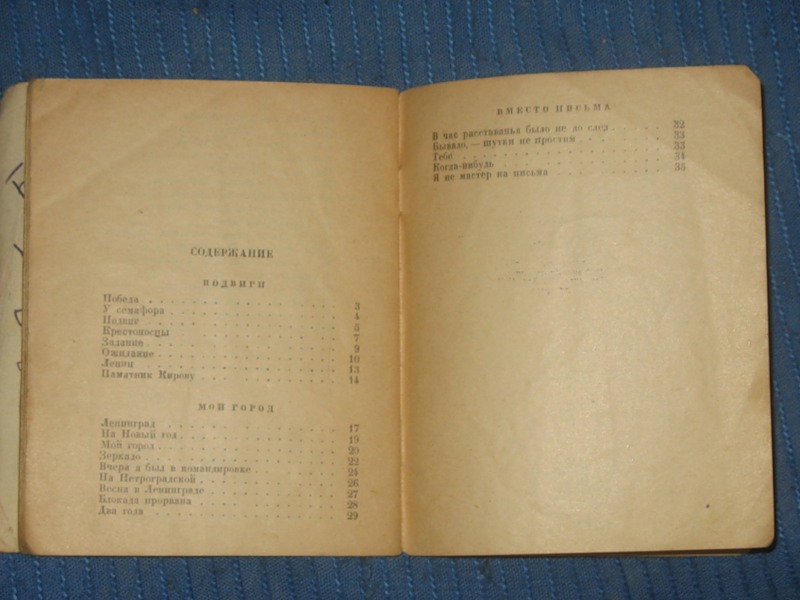 СОДЕРЖАНИЕ
ПОДВИГИ
Победа . . . . . . . . . . . . 3
У семафора . . . . . . . . . . . 4
Подвиг . . . . . . . . . . . . 5
Крестоносцы . . . . . . . . . . 7
Задание . . . . . . . . . . . . 9
Ожидание . . . . . . . . . . . 10
Ленин . . . . . . . . . . . . 13
Памятник Кирову . . . . . . . . . 14
МОЙ ГОРОД
Ленинград . . . . . . . . . . . 17
На Новый год . . . . . . . . . . 19
Мой город . . . . . . . . . . . 20
Зеркало . . . . . . . . . . . . 22
Вчера я был в командировке . . . . . . 24
На Петроградской . . . . . . . . . 26
Весна в Ленинграде . . . . . . . . 27
Блокада прорвана . . . . . . . . . 28
Два года . . . . . . . . . . . 29
ВМЕСТО ПИСЬМА
В час расставанья было не до слез . . . . 32
Бывало, — шутки не простим . . . . . . 33
Тебе . . . . . . . . . . . . . 33
Когда-нибудь . . . . . . . . . . 34
Я не мастер на письма . . . . . . . 35